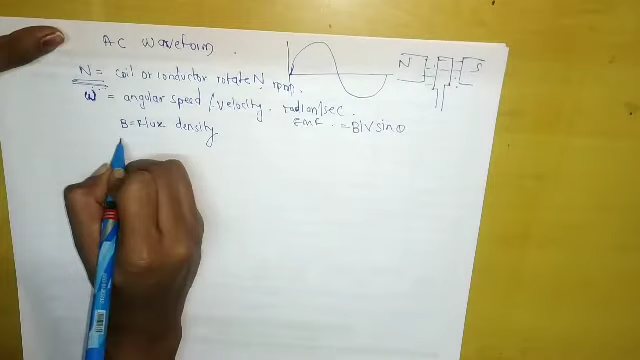 AC Waveform.
N S
N = coil or conductor rotate N rpm.
ω = angular speed / velocity. radian/sec.
B = Flux density
EMF. = BlV sinθ